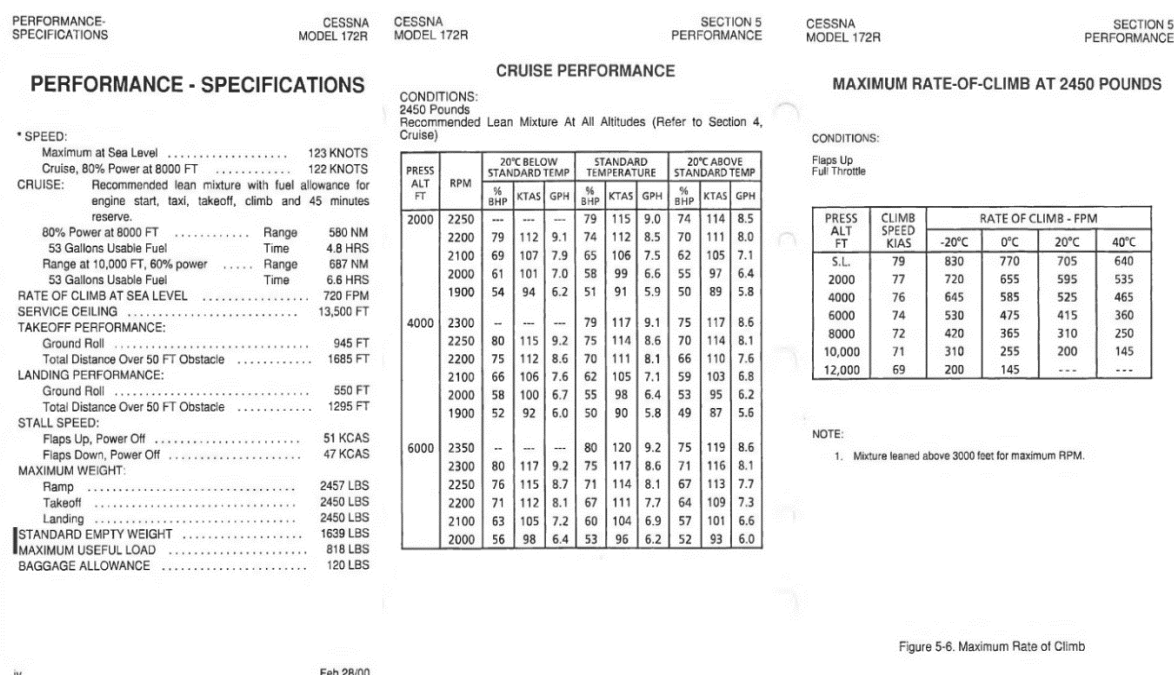 PERFORMANCE- CESSNA
SPECIFICATIONS MODEL 172R
PERFORMANCE - SPECIFICATIONS
* SPEED:
Maximum at Sea Level .................... 123 KNOTS
Cruise, 80% Power at 8000 FT ............. 122 KNOTS
CRUISE: Recommended lean mixture with fuel allowance for
engine start, taxi, takeoff, climb and 45 minutes
reserve.
80% Power at 8000 FT ............ Range 580 NM
53 Gallons Usable Fuel Time 4.8 HRS
Range at 10,000 FT, 60% power ..... Range 687 NM
53 Gallons Usable Fuel Time 6.6 HRS
RATE OF CLIMB AT SEA LEVEL .................. 720 FPM
SERVICE CEILING ............................ 13,500 FT
TAKEOFF PERFORMANCE:
Ground Roll ................................ 945 FT
Total Distance Over 50 FT Obstacle ............ 1685 FT
LANDING PERFORMANCE:
Ground Roll ................................ 550 FT
Total Distance Over 50 FT Obstacle ............ 1295 FT
STALL SPEED:
Flaps Up, Power Off ........................ 51 KCAS
Flaps Down, Power Off ...................... 47 KCAS
MAXIMUM WEIGHT:
Ramp .................................. 2457 LBS
Takeoff ................................ 2450 LBS
Landing ................................ 2450 LBS
STANDARD EMPTY WEIGHT .................... 1639 LBS
MAXIMUM USEFUL LOAD ....................... 818 LBS
BAGGAGE ALLOWANCE ........................ 120 LBS
iv Feb 28/00
CESSNA SECTION 5
MODEL 172R PERFORMANCE
CRUISE PERFORMANCE
CONDITIONS:
2450 Pounds
Recommended Lean Mixture At All Altitudes (Refer to Section 4,
Cruise)
20°C BELOW STANDARD 20°C ABOVE
PRESS STANDARD TEMP TEMPERATURE STANDARD TEMP
ALT RPM
FT % BHP KTAS GPH % BHP KTAS GPH % BHP KTAS GPH
2000 2250 --- --- --- 79 115 9.0 74 114 8.5
2200 79 112 9.1 74 112 8.5 70 111 8.0
2100 69 107 7.9 65 106 7.5 62 105 7.1
2000 61 101 7.0 58 99 6.6 55 97 6.4
1900 54 94 6.2 51 91 5.9 50 89 5.8
4000 2300 -- --- --- 79 117 9.1 75 117 8.6
2250 80 115 9.2 75 114 8.6 70 114 8.1
2200 75 112 8.6 70 111 8.1 66 110 7.6
2100 66 106 7.6 62 105 7.1 59 103 6.8
2000 58 100 6.7 55 98 6.4 53 95 6.2
1900 52 92 6.0 50 90 5.8 49 87 5.6
6000 2350 -- --- --- 80 120 9.2 75 119 8.6
2300 80 117 9.2 75 117 8.6 71 116 8.1
2250 76 115 8.7 71 114 8.1 67 113 7.7
2200 71 112 8.1 67 111 7.7 64 109 7.3
2100 63 105 7.2 60 104 6.9 57 101 6.6
2000 56 98 6.4 53 96 6.2 52 93 6.0
CESSNA SECTION 5
MODEL 172R PERFORMANCE
MAXIMUM RATE-OF-CLIMB AT 2450 POUNDS
CONDITIONS:
Flaps Up
Full Throttle
PRESS CLIMB RATE OF CLIMB - FPM
ALT SPEED
FT KIAS -20°C 0°C 20°C 40°C
S.L. 79 830 770 705 640
2000 77 720 655 595 535
4000 76 645 585 525 465
6000 74 530 475 415 360
8000 72 420 365 310 250
10,000 71 310 255 200 145
12,000 69 200 145 --- ---
NOTE:
1. Mixture leaned above 3000 feet for maximum RPM.
Figure 5-6. Maximum Rate of Climb